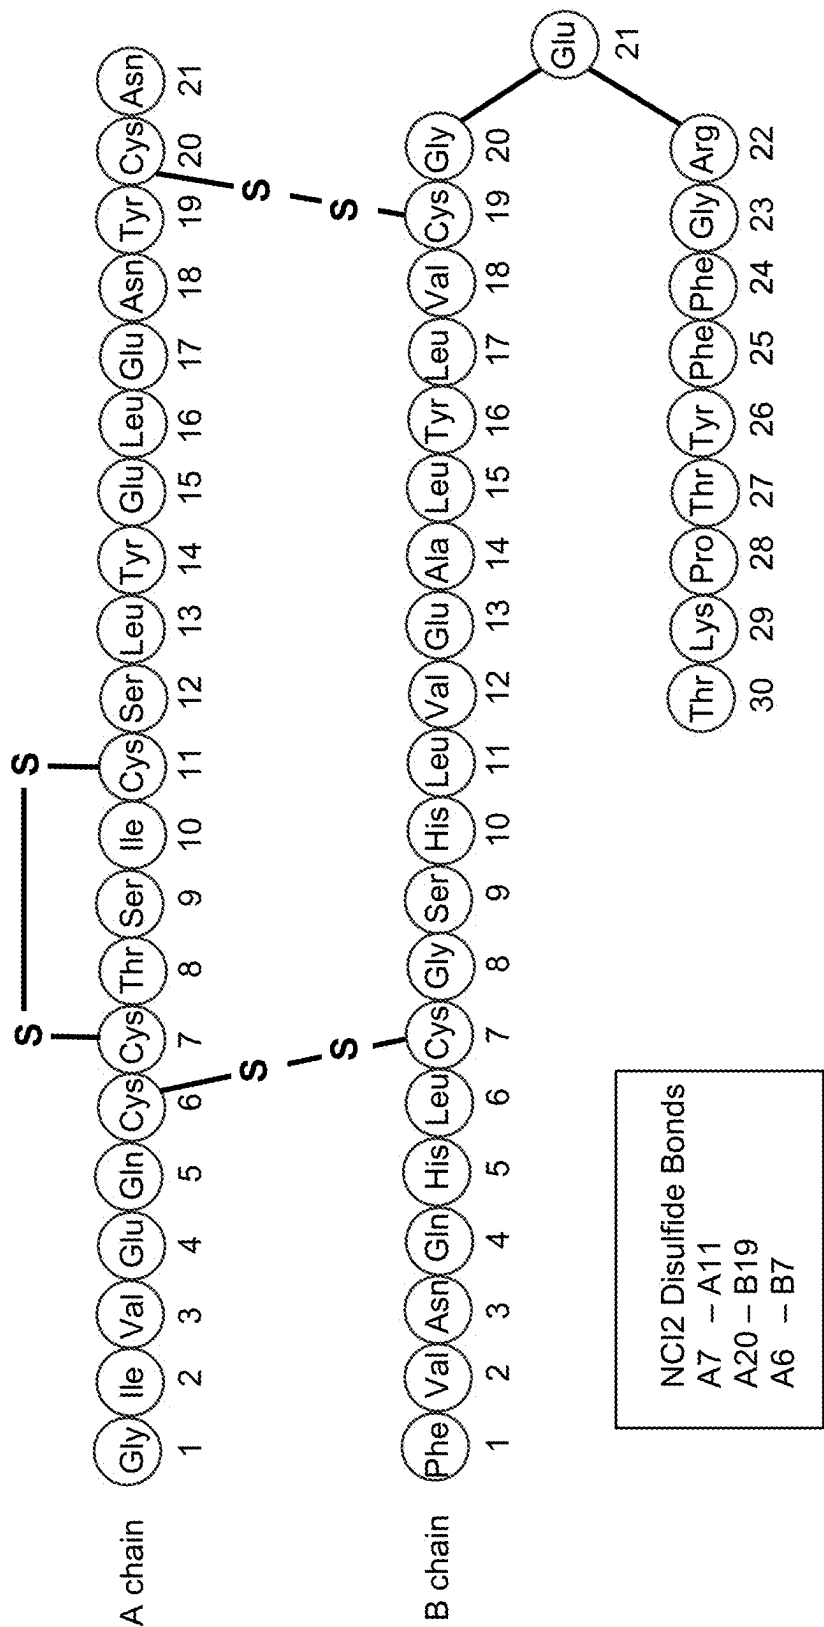 S S
A chain Gly Ile Val Glu Gln Cys Cys Thr Ser Ile Cys Ser Leu Tyr Glu Leu Glu Asn Tyr Cys Asn
1 2 3 4 5 6 7 8 9 10 11 12 13 14 15 16 17 18 19 20 21
S S
S S
B chain Phe Val Asn Gln His Leu Cys Gly Ser His Leu Val Glu Ala Leu Tyr Leu Val Cys Gly
1 2 3 4 5 6 7 8 9 10 11 12 13 14 15 16 17 18 19 20
Glu
21
Thr Lys Pro Thr Tyr Phe Phe Gly Arg
30 29 28 27 26 25 24 23 22
NCI2 Disulfide Bonds
A7 – A11
A20 – B19
A6 – B7